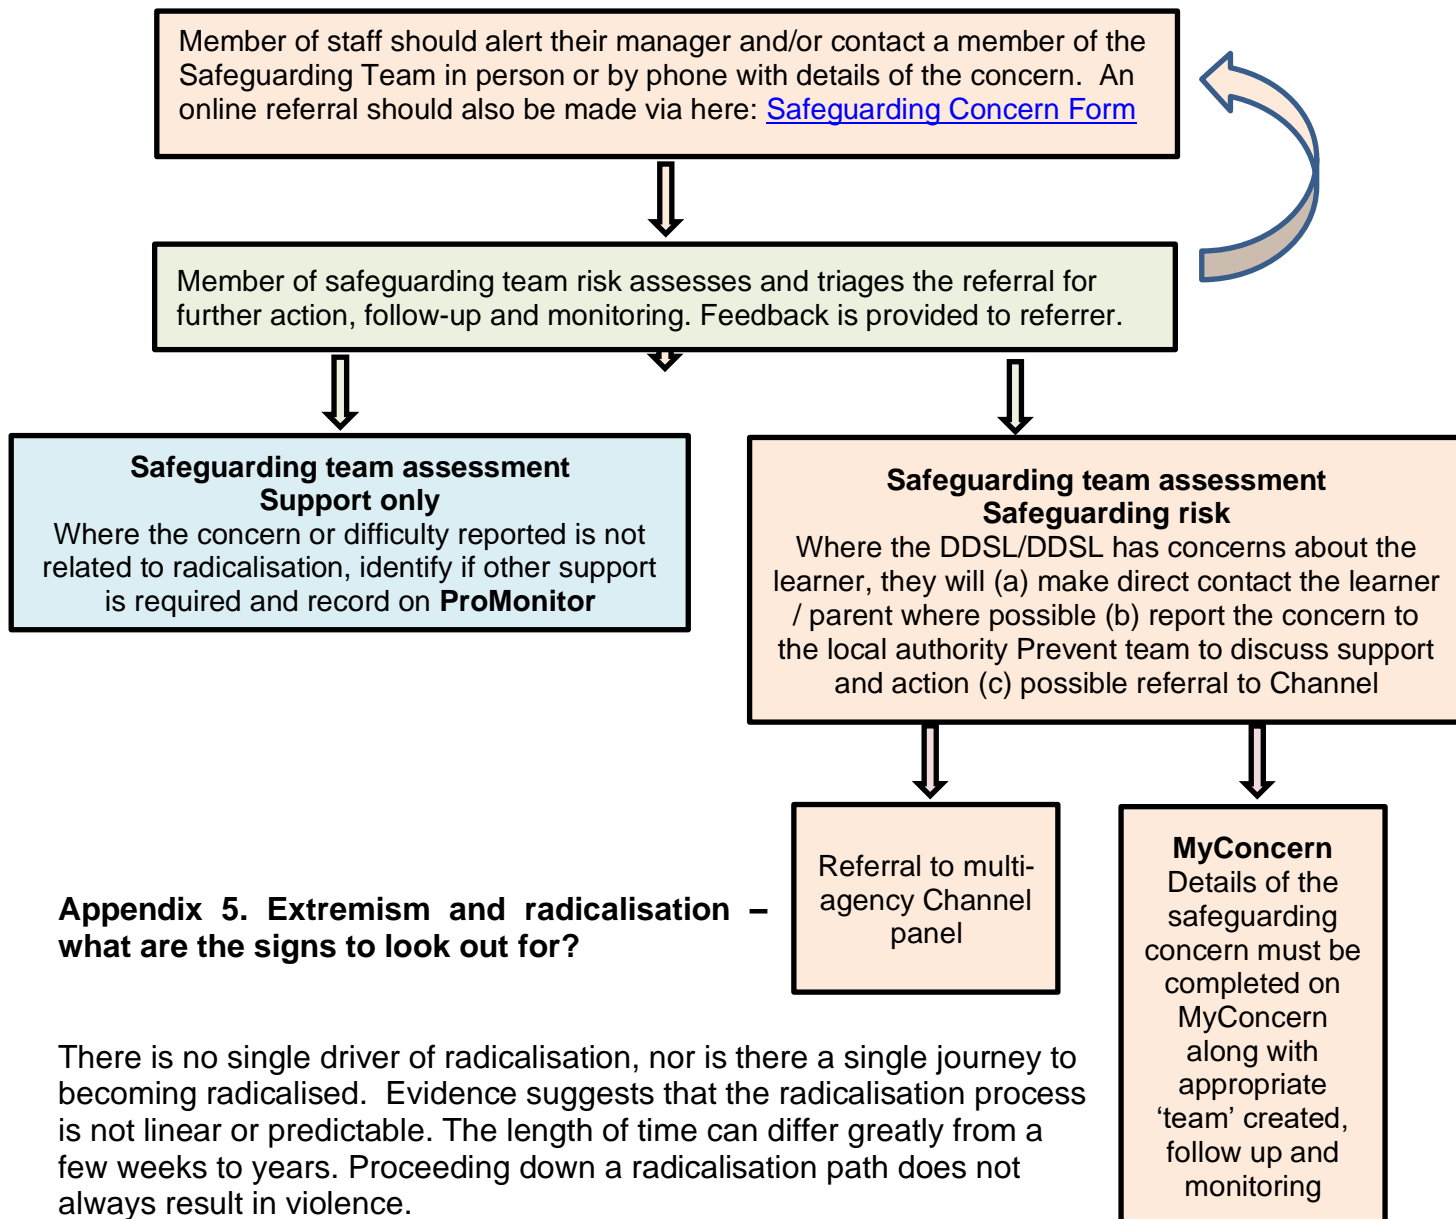 Member of staff should alert their manager and/or contact a member of the
Safeguarding Team in person or by phone with details of the concern.  An
online referral should also be made via here: Safeguarding Concern Form
Member of safeguarding team risk assesses and triages the referral for
further action, follow-up and monitoring. Feedback is provided to referrer.
Safeguarding team assessment
Support only
Where the concern or difficulty reported is not
related to radicalisation, identify if other support
is required and record on ProMonitor
Safeguarding team assessment
Safeguarding risk
Where the DDSL/DDSL has concerns about the
learner, they will (a) make direct contact the learner
/ parent where possible (b) report the concern to
the local authority Prevent team to discuss support
and action (c) possible referral to Channel
Referral to multi-
agency Channel
panel
MyConcern
Details of the
safeguarding
concern must be
completed on
MyConcern
along with
appropriate
‘team’ created,
follow up and
monitoring
Appendix 5. Extremism and radicalisation –
what are the signs to look out for?
There is no single driver of radicalisation, nor is there a single journey to
becoming radicalised.  Evidence suggests that the radicalisation process
is not linear or predictable. The length of time can differ greatly from a
few weeks to years. Proceeding down a radicalisation path does not
always result in violence.